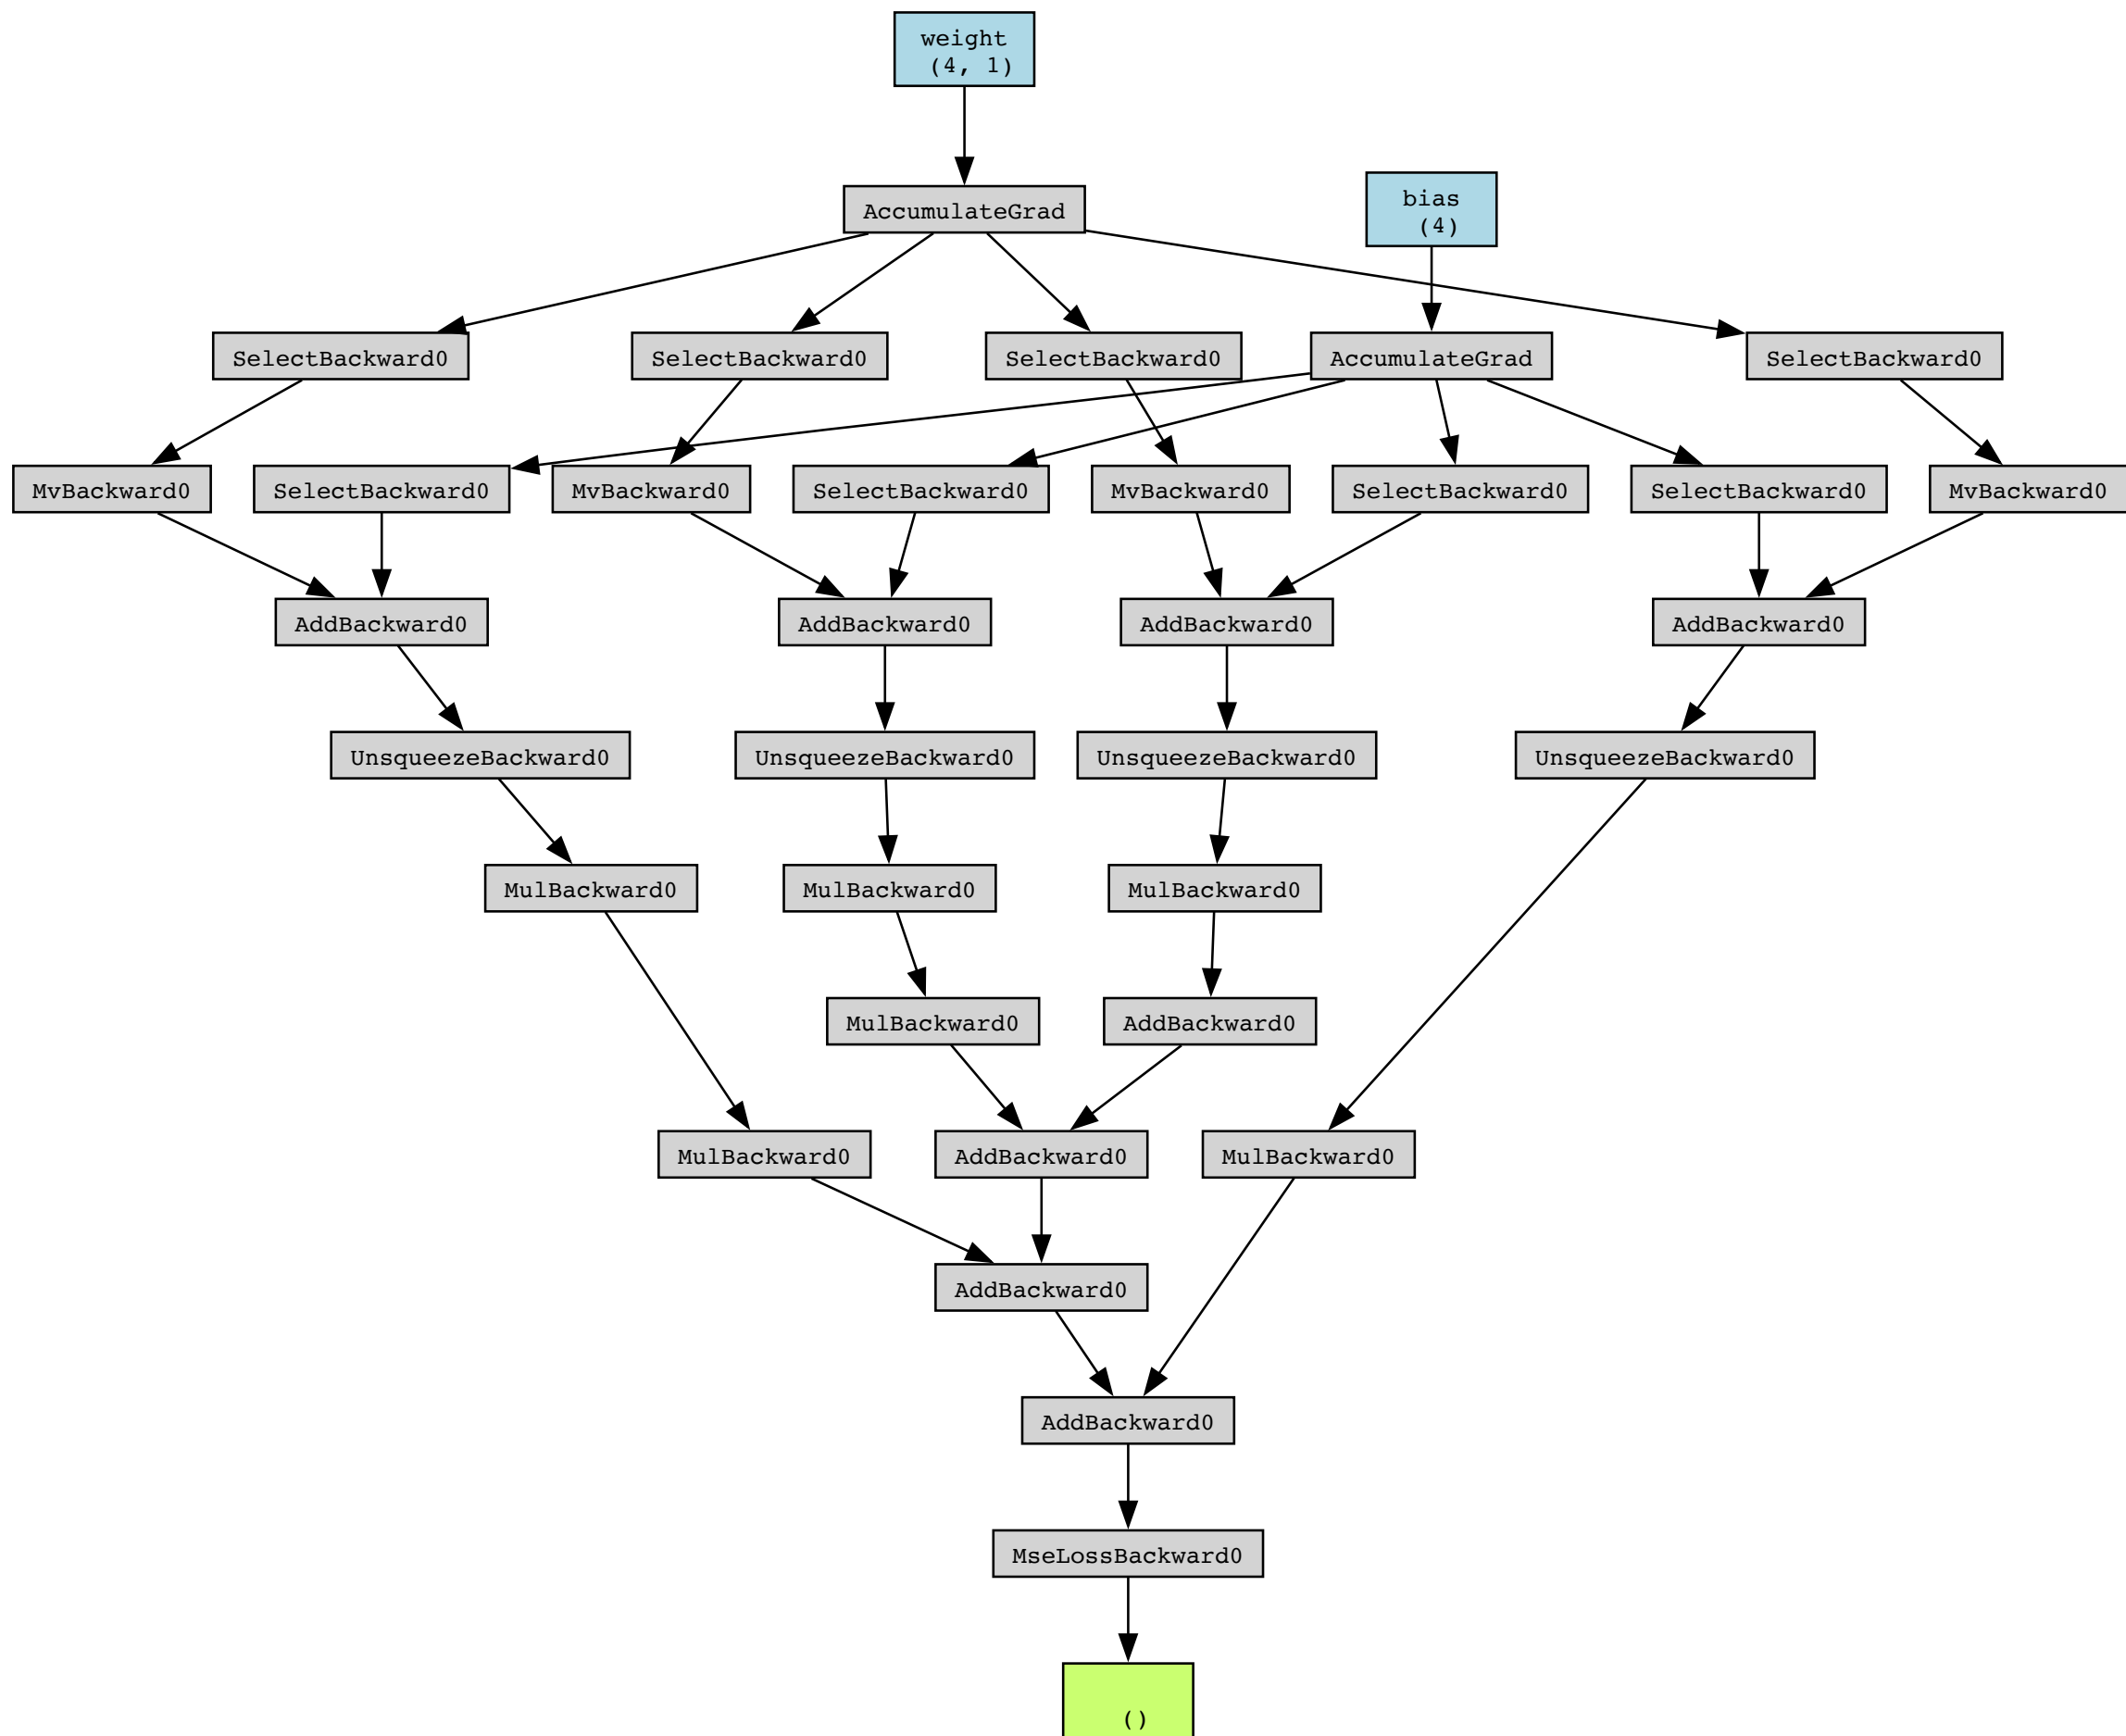 weight
(4, 1)
AccumulateGrad
bias
(4)
SelectBackward0
SelectBackward0
SelectBackward0
AccumulateGrad
SelectBackward0
MvBackward0
SelectBackward0
MvBackward0
SelectBackward0
MvBackward0
SelectBackward0
SelectBackward0
MvBackward0
AddBackward0
AddBackward0
AddBackward0
AddBackward0
UnsqueezeBackward0
UnsqueezeBackward0
UnsqueezeBackward0
UnsqueezeBackward0
MulBackward0
MulBackward0
MulBackward0
MulBackward0
AddBackward0
MulBackward0
AddBackward0
MulBackward0
AddBackward0
AddBackward0
MseLossBackward0
()